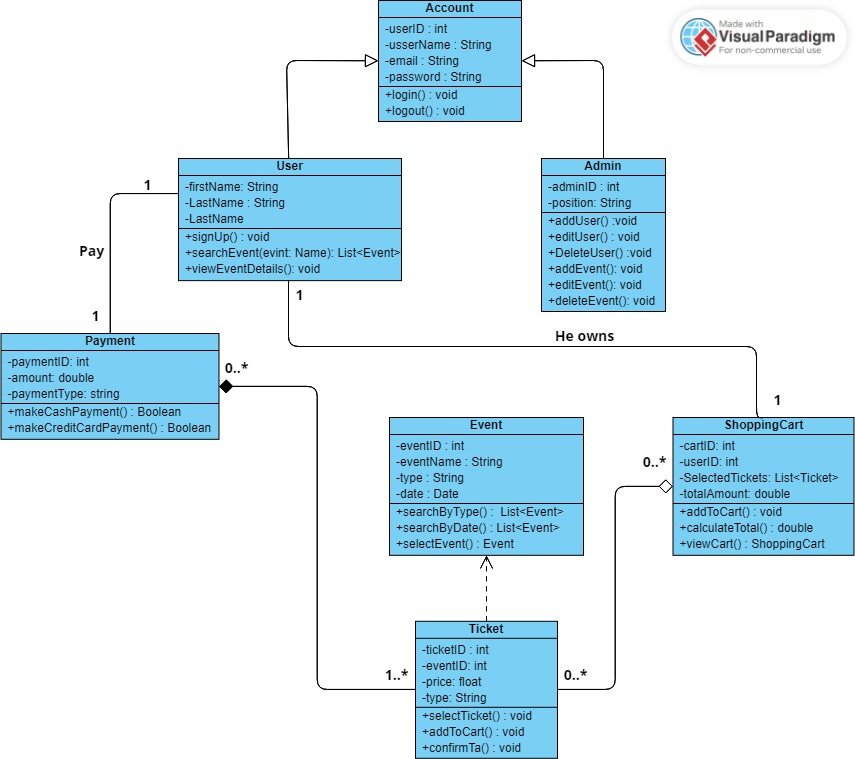 Account
-userID : int
-usserName : String
-email : String
-password : String
+login() : void
+logout() : void
Made with
Visual Paradigm
For non-commercial use
User
-firstName: String
-LastName : String
-LastName
+signUp() : void
+searchEvent(evint: Name): List<Event>
+viewEventDetails(): void
Admin
-adminID : int
-position: String
+addUser() :void
+editUser() : void
+DeleteUser() :void
+addEvent(): void
+editEvent(): void
+deleteEvent(): void
1
Pay
1
1
He owns
1
Payment
-paymentID: int
-amount: double
-paymentType: string
+makeCashPayment() : Boolean
+makeCreditCardPayment() : Boolean
0..*
Event
-eventID : int
-eventName : String
-type : String
-date : Date
+searchByType() : List<Event>
+searchByDate() : List<Event>
+selectEvent() : Event
ShoppingCart
-cartID: int
-userID: int
-SelectedTickets: List<Ticket>
-totalAmount: double
+addToCart() : void
+calculateTotal() : double
+viewCart() : ShoppingCart
0..*
Ticket
-ticketID : int
-eventID: int
-price: float
-type: String
+selectTicket() : void
+addToCart() : void
+confirmTa() : void
1..*
0..*